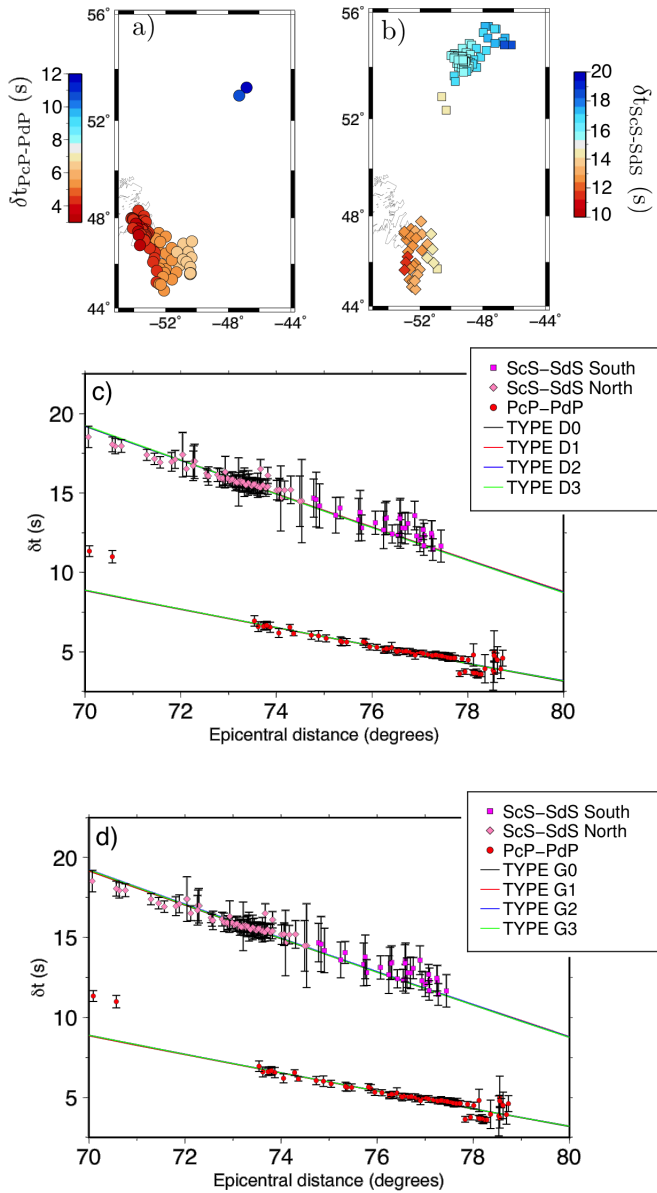 a)
b)
56°
52°
48°
44°
−52°
−48°
−44°
12
10
8
6
4
δtPcP-PdP (s)
56°
52°
48°
44°
−52°
−48°
−44°
20
18
16
14
12
10
δtScS-SdS (s)
c)
ScS−SdS South
ScS−SdS North
PcP−PdP
TYPE D0
TYPE D1
TYPE D2
TYPE D3
δt (s)
20
15
10
5
70
72
74
76
78
80
Epicentral distance (degrees)
d)
ScS−SdS South
ScS−SdS North
PcP−PdP
TYPE G0
TYPE G1
TYPE G2
TYPE G3
δt (s)
20
15
10
5
70
72
74
76
78
80
Epicentral distance (degrees)